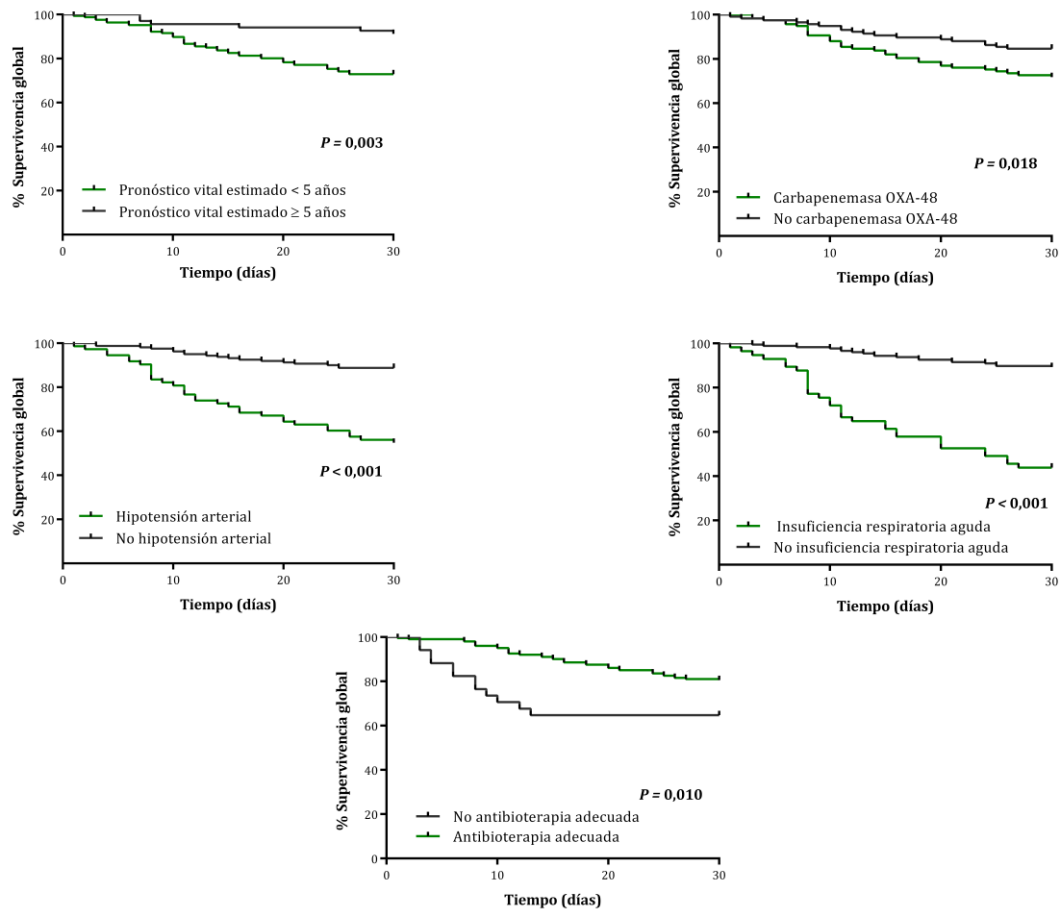 % Supervivencia global
100
80
60
40
20
P = 0,003
Pronóstico vital estimado < 5 años
Pronóstico vital estimado ≥ 5 años
0
10
20
30
Tiempo (días)
% Supervivencia global
100
80
60
40
20
P = 0,018
Carbapenemasa OXA-48
No carbapenemasa OXA-48
0
10
20
30
Tiempo (días)
% Supervivencia global
100
80
60
40
20
P < 0,001
Hipotensión arterial
No hipotensión arterial
0
10
20
30
Tiempo (días)
% Supervivencia global
100
80
60
40
20
P < 0,001
Insuficiencia respiratoria aguda
No insuficiencia respiratoria aguda
0
10
20
30
Tiempo (días)
% Supervivencia global
100
80
60
40
20
0
P = 0,010
No antibioterapia adecuada
Antibioterapia adecuada
0
10
20
30
Tiempo (días)